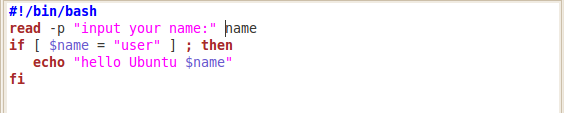 #!/bin/bash
read -p "input your name:" name
if [ $name = "user" ] ; then
   echo "hello Ubuntu $name"
fi